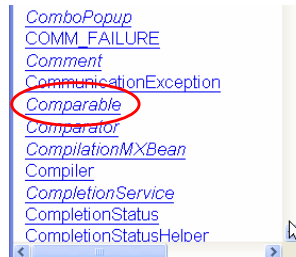 ComboPopup
COMM_FAILURE
Comment
CommunicationException
Comparable
Comparator
CompilationMXBean
Compiler
CompletionService
CompletionStatus
CompletionStatusHelper